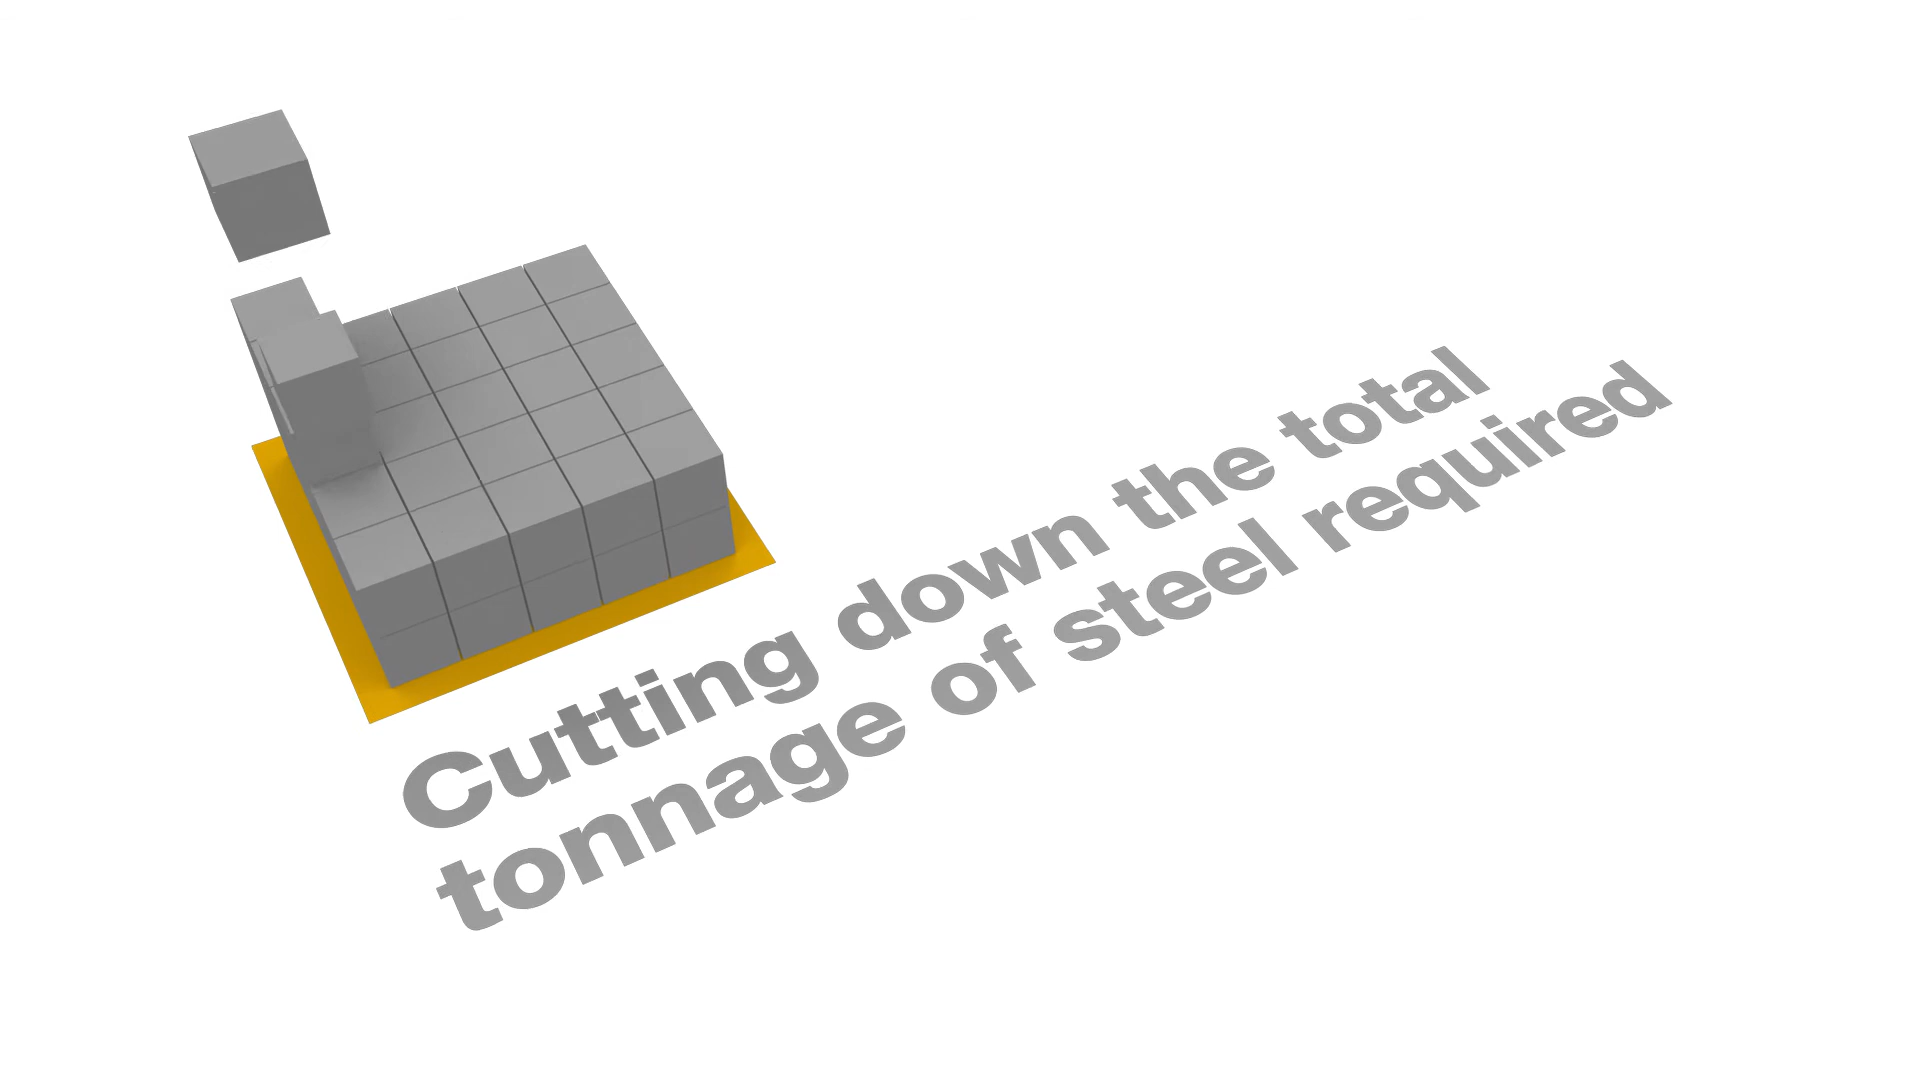 Cutting down the total
tonnage of steel required